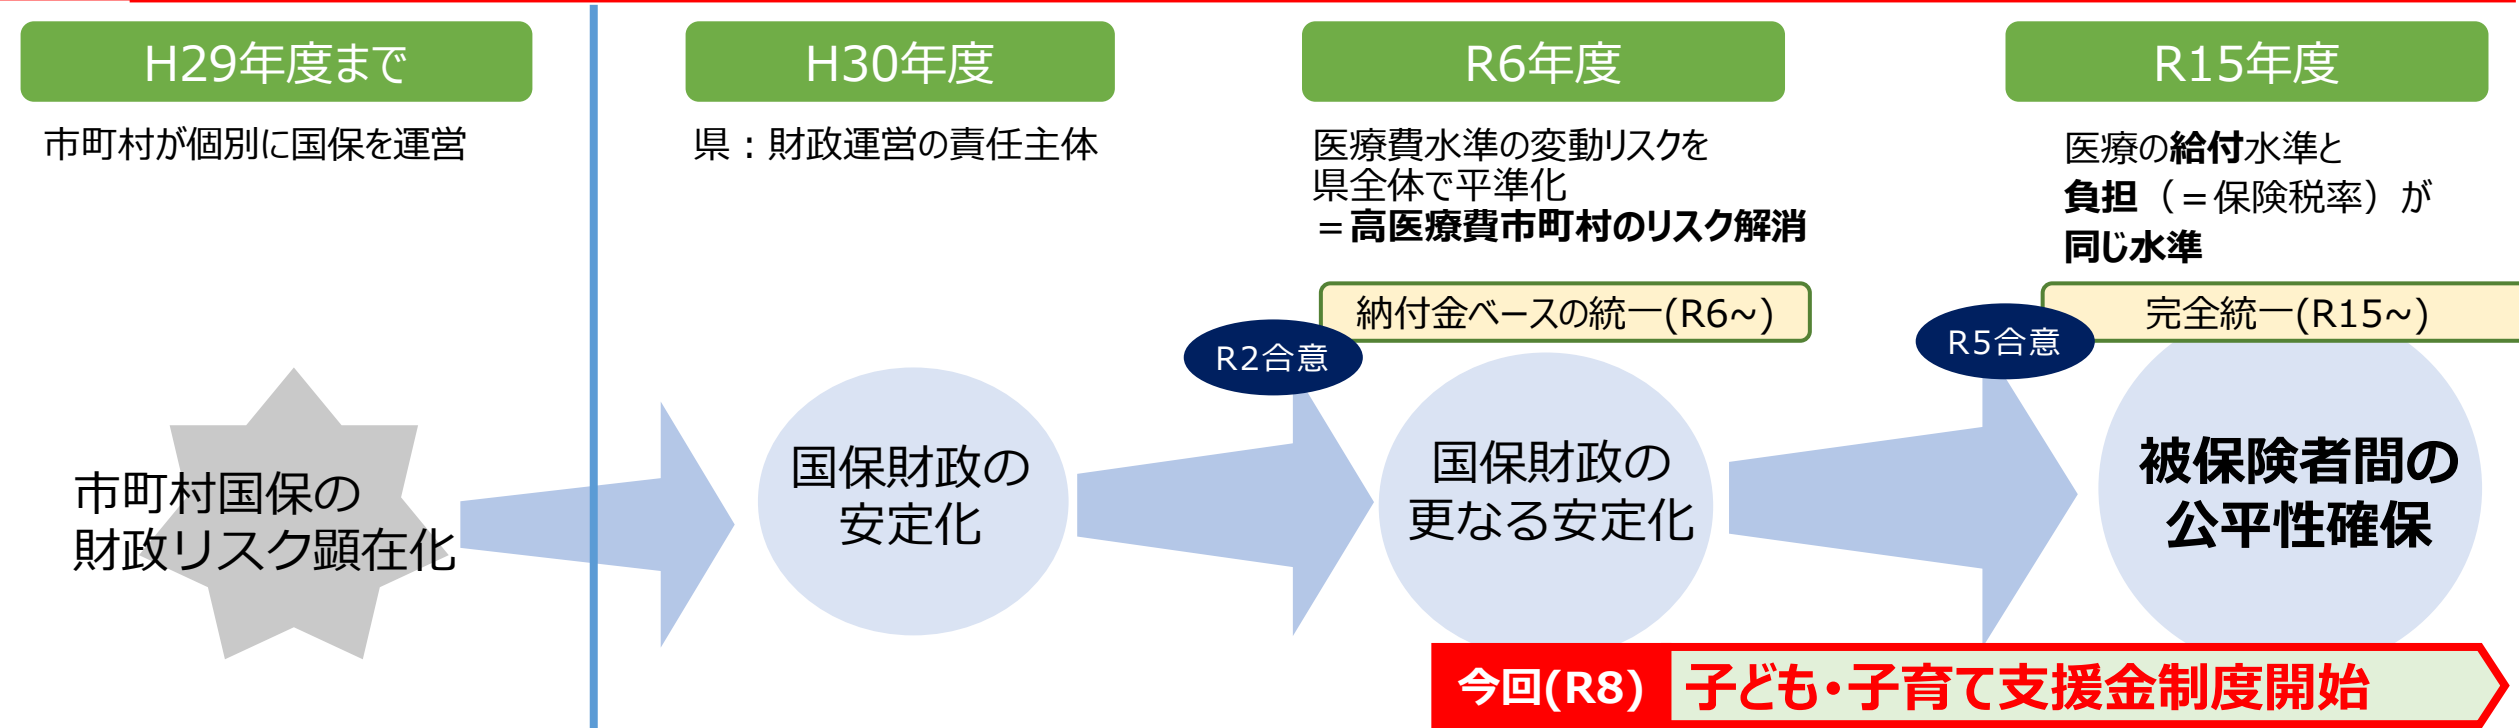 H29年度まで
市町村が個別に国保を運営
市町村国保の
財政リスク顕在化
H30年度
県：財政運営の責任主体
国保財政の
安定化
R6年度
医療費水準の変動リスクを
県全体で平準化
＝高医療費市町村のリスク解消
納付金ベースの統一(R6~)
R2合意
国保財政の
更なる安定化
R15年度
医療の給付水準と
負担（＝保険税率）が
同じ水準
完全統一(R15~)
R5合意
被保険者間の
公平性確保
今回(R8)
子ども・子育て支援金制度開始